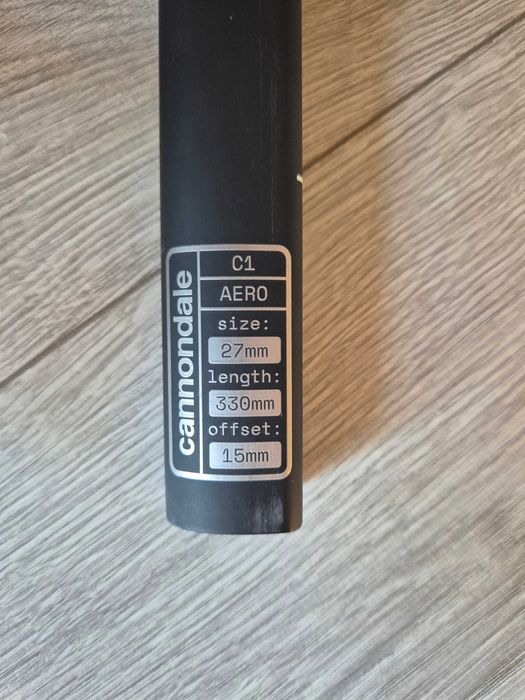 cannondale
C1
AERO
size:
27mm
length:
330mm
offset:
15mm